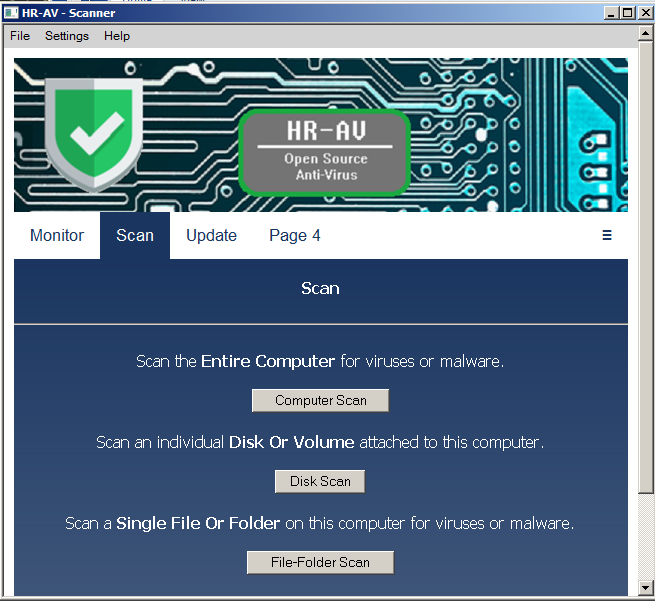 HR-AV - Scanner
File Settings Help
HR-AV
Open Source
Anti-Virus
Monitor Scan Update Page 4
Scan
Scan the Entire Computer for viruses or malware.
Computer Scan
Scan an individual Disk Or Volume attached to this computer.
Disk Scan
Scan a Single File Or Folder on this computer for viruses or malware.
File-Folder Scan